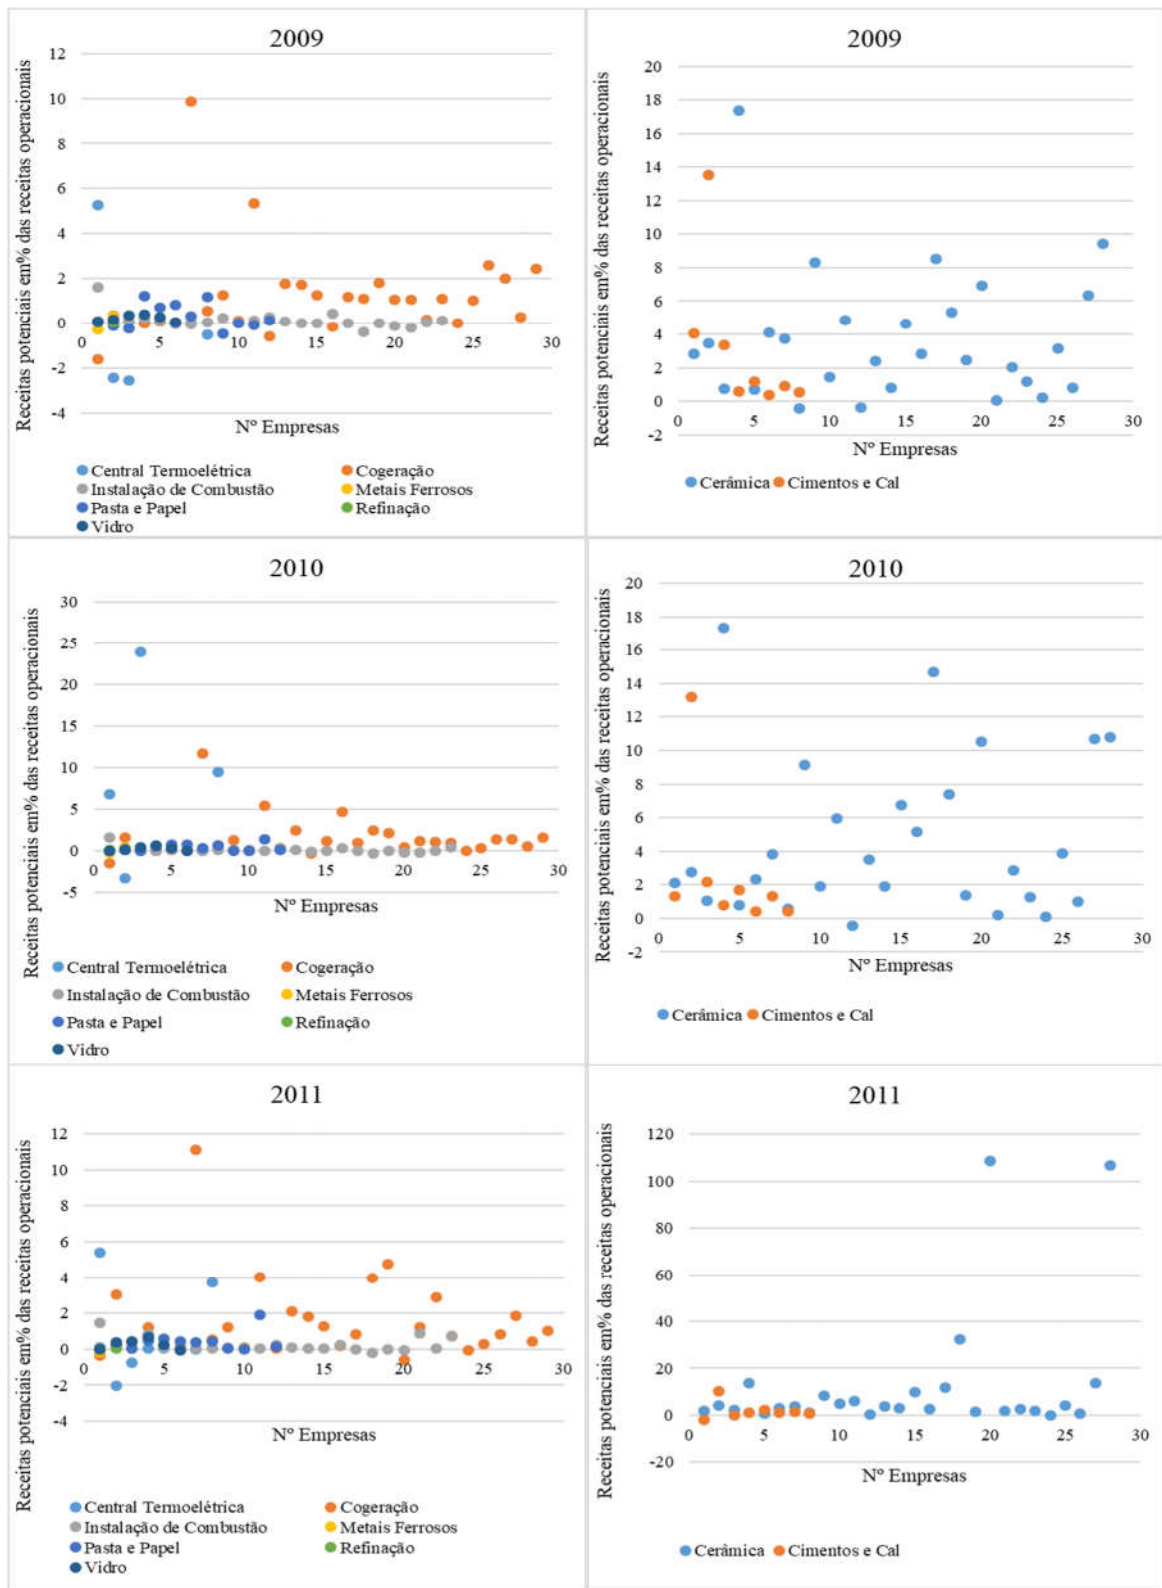 2009
Receitas potenciais em% das receitas operacionais
12
10
8
6
4
2
0
-2
-4
0 5 10 15 20 25 30
Nº Empresas
Central Termoelétrica Cogeração
Instalação de Combustão Metais Ferrosos
Pasta e Papel Refinação
Vidro
2009
Receitas potenciais em% das receitas operacionais
20
18
16
14
12
10
8
6
4
2
0
-2
0 5 10 15 20 25 30
Nº Empresas
Cerâmica Cimentos e Cal
2010
Receitas potenciais em% das receitas operacionais
30
25
20
15
10
5
0
-5
0 5 10 15 20 25 30
Nº Empresas
Central Termoelétrica Cogeração
Instalação de Combustão Metais Ferrosos
Pasta e Papel Refinação
Vidro
2010
Receitas potenciais em% das receitas operacionais
20
18
16
14
12
10
8
6
4
2
0
-2
0 5 10 15 20 25 30
Nº Empresas
Cerâmica Cimentos e Cal
2011
Receitas potenciais em% das receitas operacionais
12
10
8
6
4
2
0
-2
-4
0 5 10 15 20 25 30
Nº Empresas
Central Termoelétrica Cogeração
Instalação de Combustão Metais Ferrosos
Pasta e Papel Refinação
Vidro
2011
Receitas potenciais em% das receitas operacionais
120
100
80
60
40
20
0
-20
0 5 10 15 20 25 30
Nº Empresas
Cerâmica Cimentos e Cal